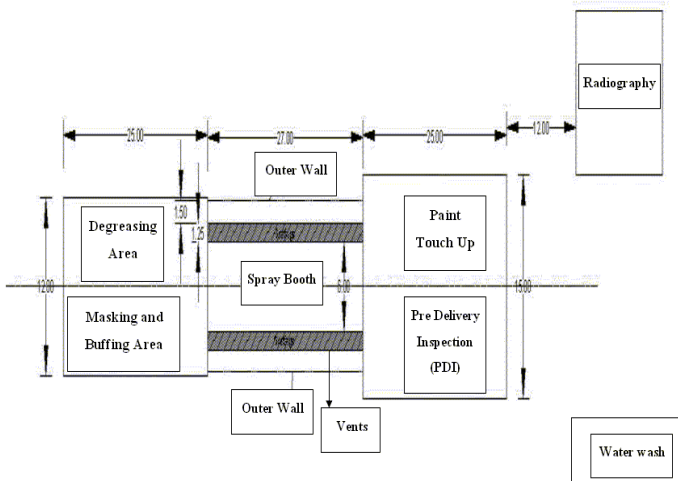 Radiography
25.00
27.00
25.00
12.00
Outer Wall
1.50
1.25
Degreasing
Area
Paint
Touch Up
Spray Booth
12.00
6.00
15.00
Masking and
Buffing Area
Pre Delivery
Inspection
(PDI)
Outer Wall
Vents
Water wash